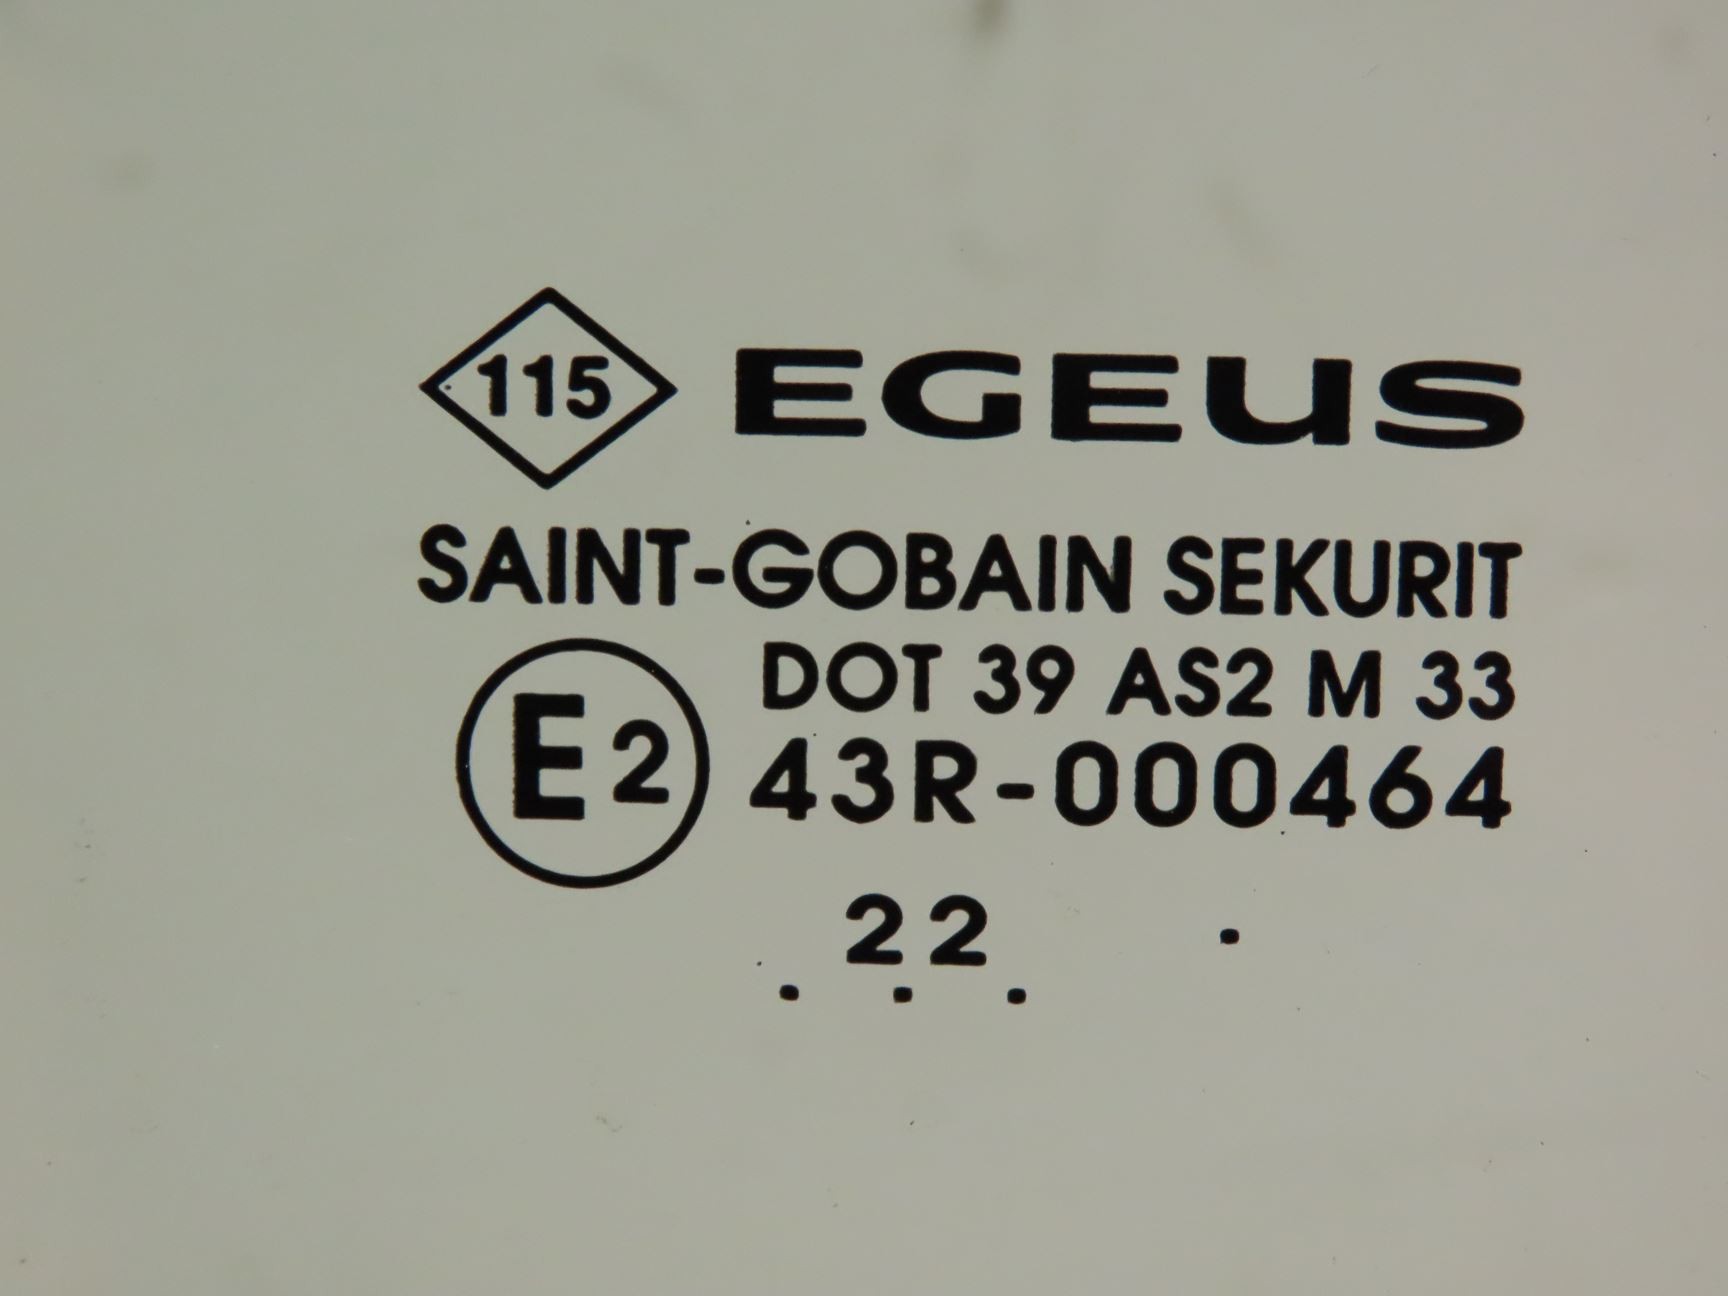 115 EGEUS
SAINT-GOBAIN SEKURIT
DOT 39 AS2 M 33
E2 43R-000464
22